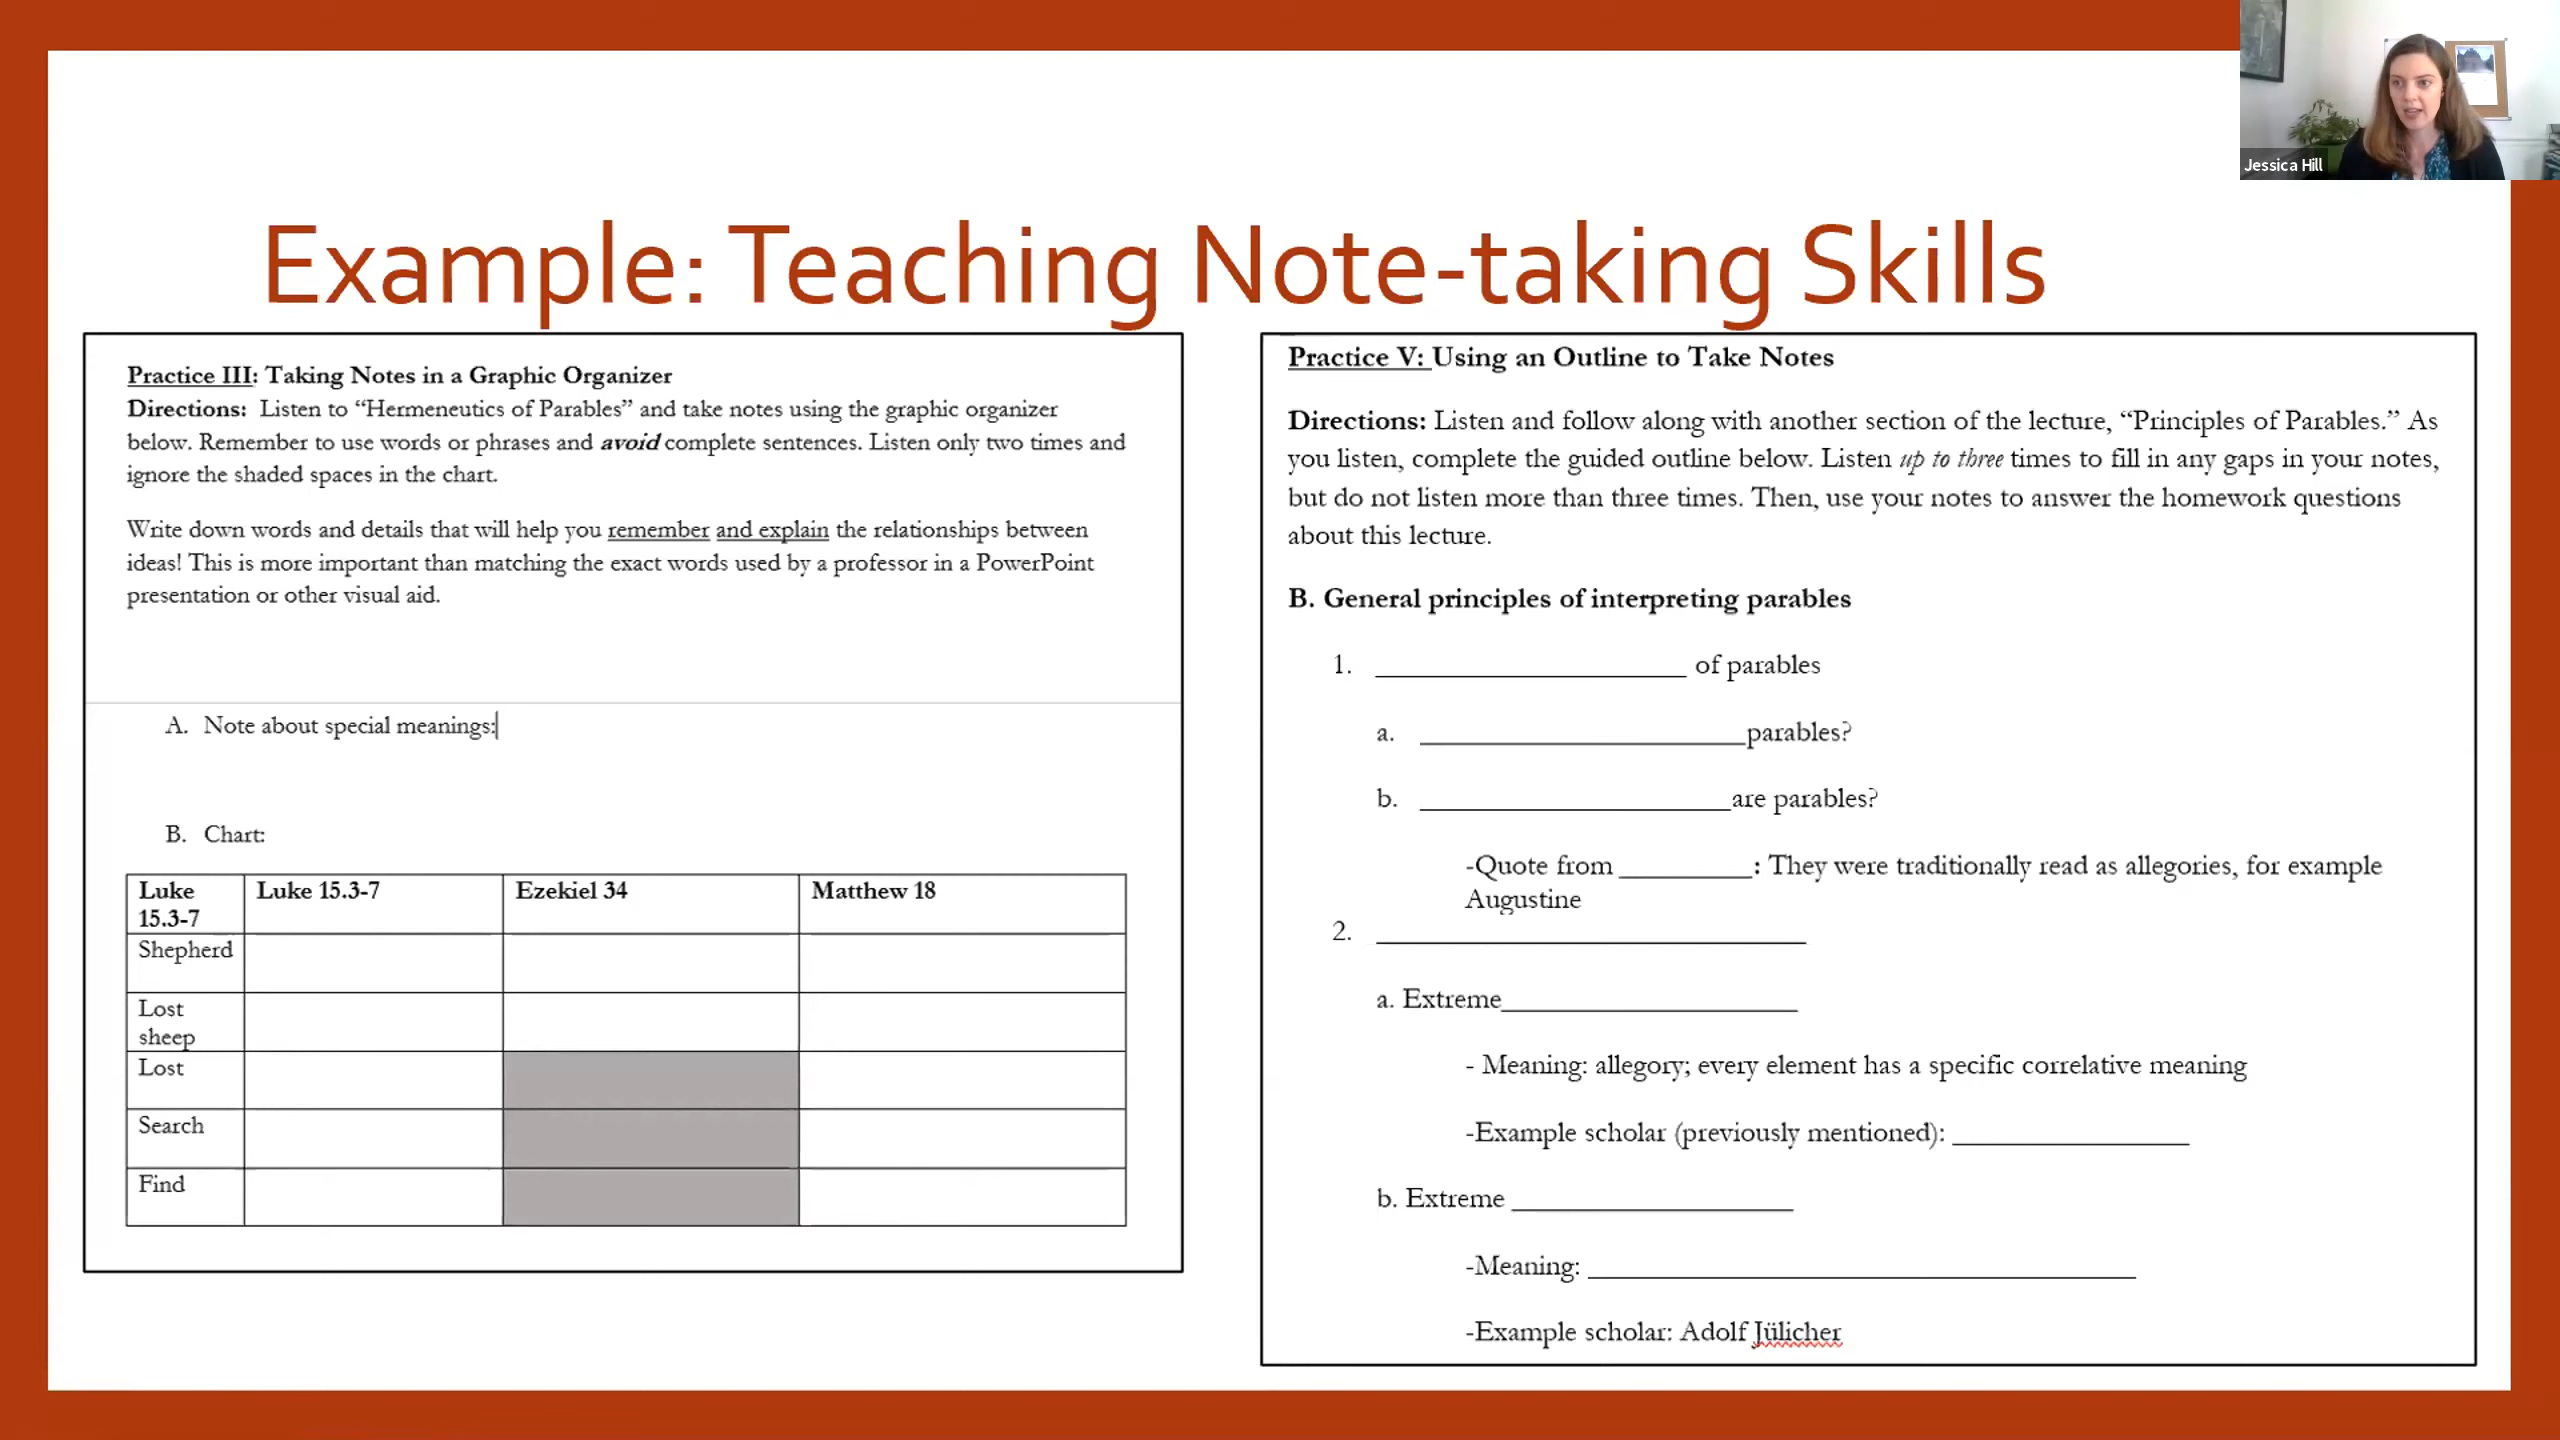 Jessica Hill
Example: Teaching Note-taking Skills
Practice III: Taking Notes in a Graphic Organizer
Directions: Listen to “Hermeneutics of Parables” and take notes using the graphic organizer
below. Remember to use words or phrases and avoid complete sentences. Listen only two times and
ignore the shaded spaces in the chart.
Write down words and details that will help you remember and explain the relationships between
ideas! This is more important than matching the exact words used by a professor in a PowerPoint
presentation or other visual aid.
A. Note about special meanings:
B. Chart:
Luke 15.3-7 Ezekiel 34 Matthew 18
Luke
15.3-7
Shepherd
Lost
sheep
Lost
Search
Find
Practice V: Using an Outline to Take Notes
Directions: Listen and follow along with another section of the lecture, “Principles of Parables.” As
you listen, complete the guided outline below. Listen up to three times to fill in any gaps in your notes,
but do not listen more than three times. Then, use your notes to answer the homework questions
about this lecture.
B. General principles of interpreting parables
1. ____________________ of parables
a. ____________________parables?
b. ____________________are parables?
-Quote from _________: They were traditionally read as allegories, for example
Augustine
2. ____________________
a. Extreme____________________
- Meaning: allegory; every element has a specific correlative meaning
-Example scholar (previously mentioned): ________________
b. Extreme ____________________
-Meaning: ____________________
-Example scholar: Adolf Jülicher